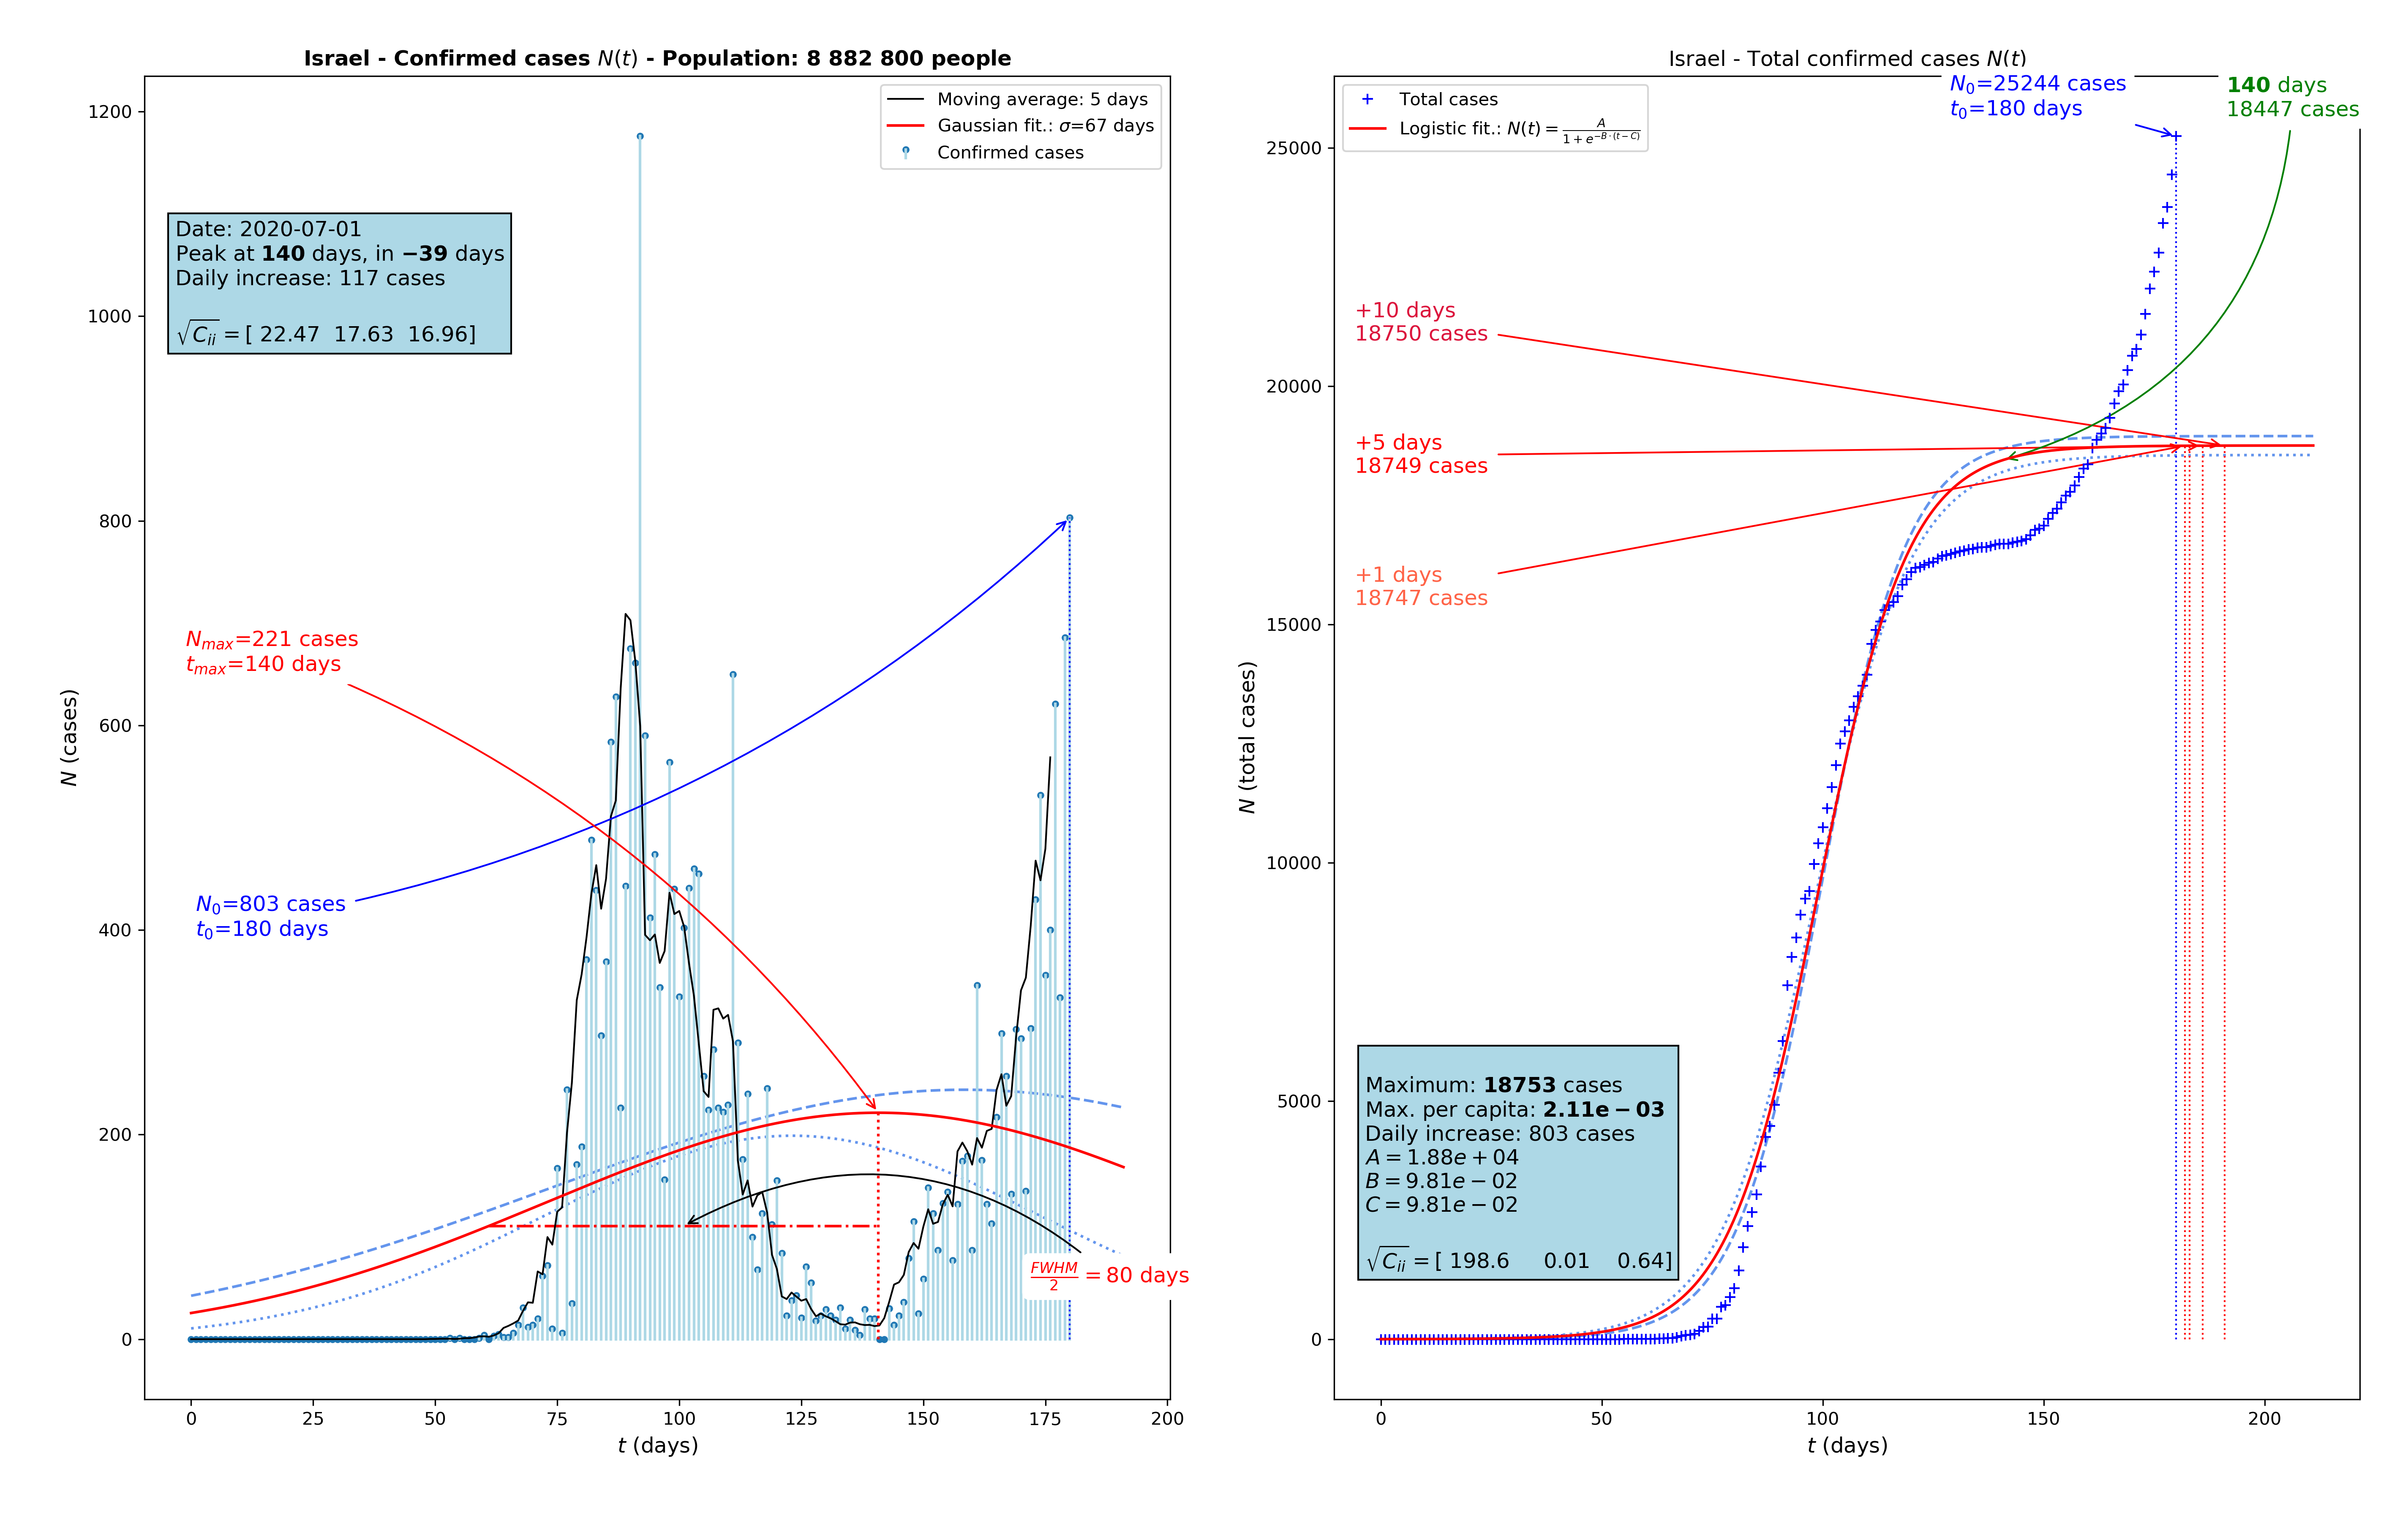 Israel - Confirmed cases N(t) - Population: 8 882 800 people
1200
1000
800
600
400
200
0
N (cases)
Moving average: 5 days
Gaussian fit.: σ=67 days
Confirmed cases
Date: 2020-07-01
Peak at 140 days, in −39 days
Daily increase: 117 cases
√C_ii = [ 22.47 17.63 16.96]
N_max=221 cases
t_max=140 days
N_0=803 cases
t_0=180 days
FWHM/2 = 80 days
0 25 50 75 100 125 150 175 200
t (days)
Israel - Total confirmed cases N(t)
25000
20000
15000
10000
5000
0
N (total cases)
Total cases
Logistic fit.: N(t) = A/(1 + e^{−B·(t−C)})
N_0=25244 cases
t_0=180 days
140 days
18447 cases
+10 days
18750 cases
+5 days
18749 cases
+1 days
18747 cases
Maximum: 18753 cases
Max. per capita: 2.11e − 03
Daily increase: 803 cases
A = 1.88e + 04
B = 9.81e − 02
C = 9.81e − 02
√C_ii = [ 198.6 0.01 0.64]
0 50 100 150 200
t (days)